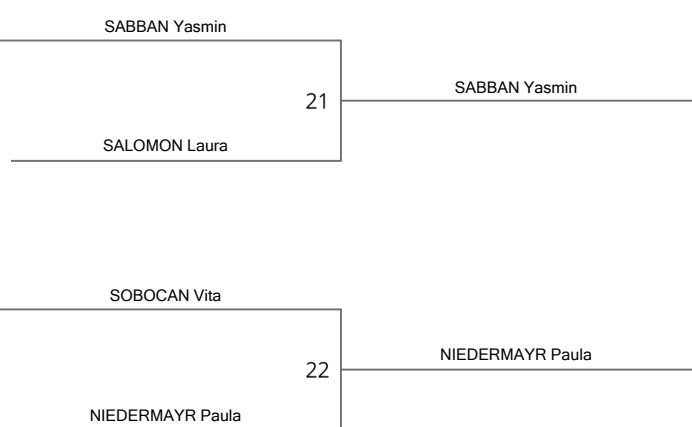 SABBAN Yasmin
21
SABBAN Yasmin
SALOMON Laura
SOBOCAN Vita
22
NIEDERMAYR Paula
NIEDERMAYR Paula